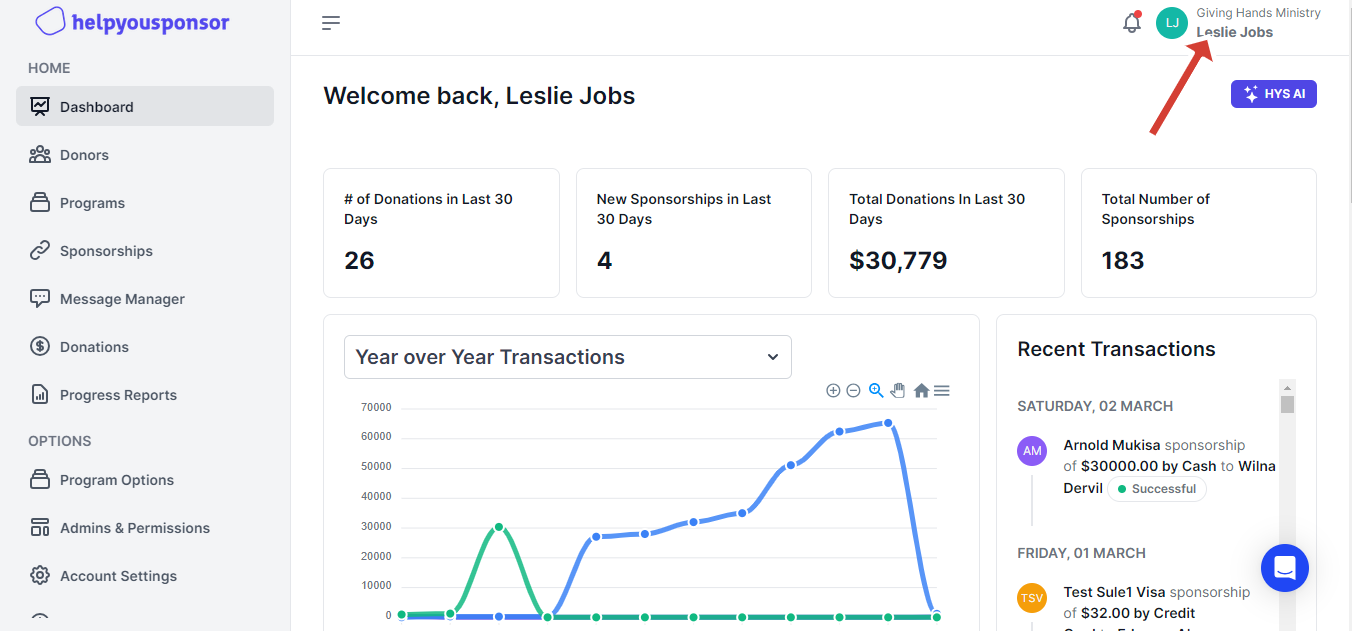 helpyousponsor
HOME
Dashboard
Donors
Programs
Sponsorships
Message Manager
Donations
Progress Reports
OPTIONS
Program Options
Admins & Permissions
Account Settings
LJ
Giving Hands Ministry
Leslie Jobs
Welcome back, Leslie Jobs
HYS AI
# of Donations in Last 30
Days
26
New Sponsorships in Last
30 Days
4
Total Donations In Last 30
Days
$30,779
Total Number of
Sponsorships
183
Year over Year Transactions
70000
60000
50000
40000
30000
20000
10000
0
Recent Transactions
SATURDAY, 02 MARCH
AM
Arnold Mukisa sponsorship
of $30000.00 by Cash to Wilna
Dervil Successful
FRIDAY, 01 MARCH
TSV
Test Sule1 Visa sponsorship
of $32.00 by Credit